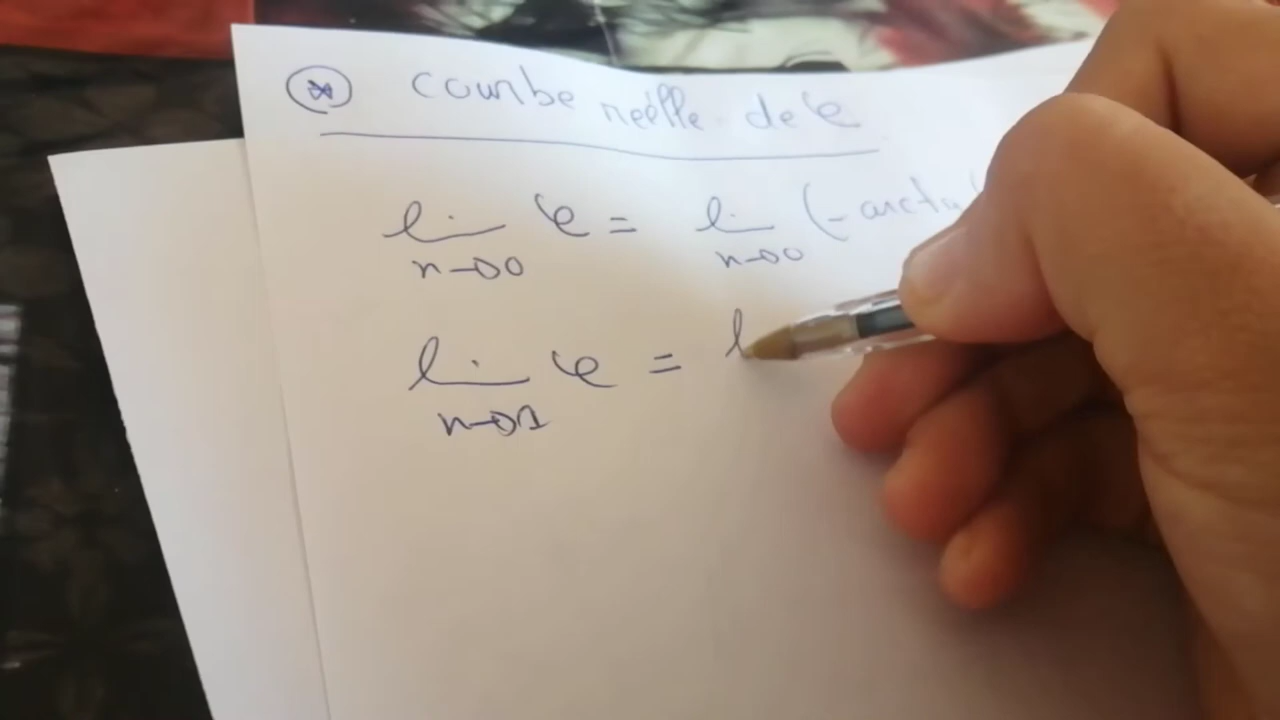 courbe réelle de φ
lim φ = lim (- arcta
n→0 n→0
lim φ = l
n→1